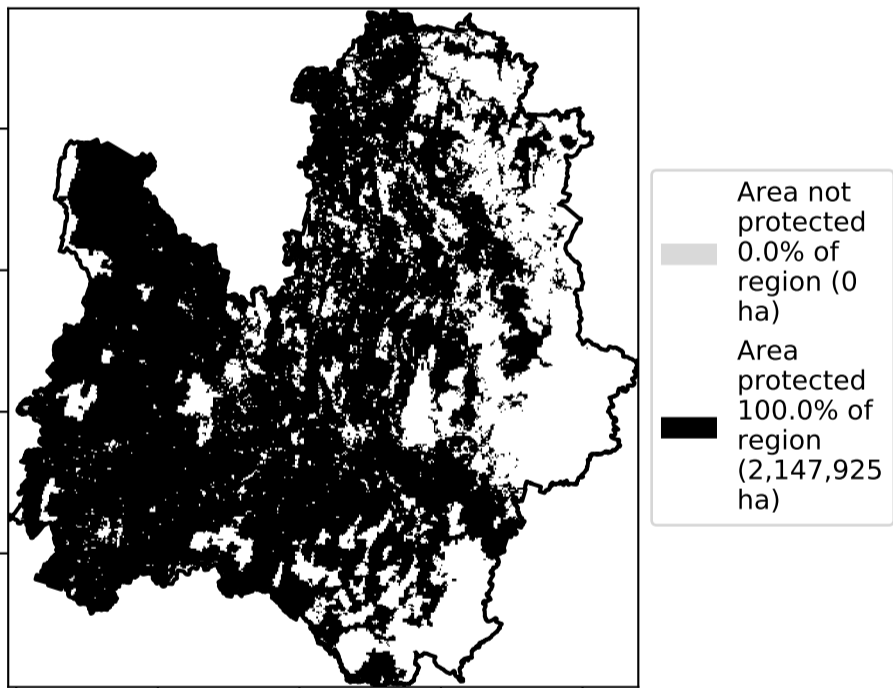 Area not
protected
0.0% of
region (0
ha)
Area
protected
100.0% of
region
(2,147,925
ha)